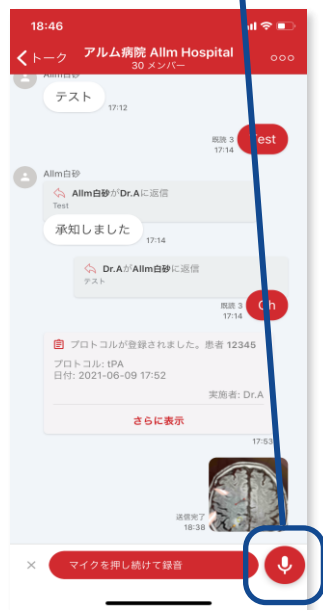 18:46
トーク
アルム病院 Allm Hospital
30 メンバー
Allm白砂
テスト
17:12
既読 3
17:14
Test
Allm白砂
Allm白砂がDr.Aに返信
Test
承知しました
17:14
Dr.AがAllm白砂に返信
テスト
既読 3
17:14
Oh
プロトコルが登録されました。患者 12345
プロトコル: tPA
日付: 2021-06-09 17:52
実施者: Dr.A
さらに表示
17:53
送信完了
18:38
× マイクを押し続けて録音